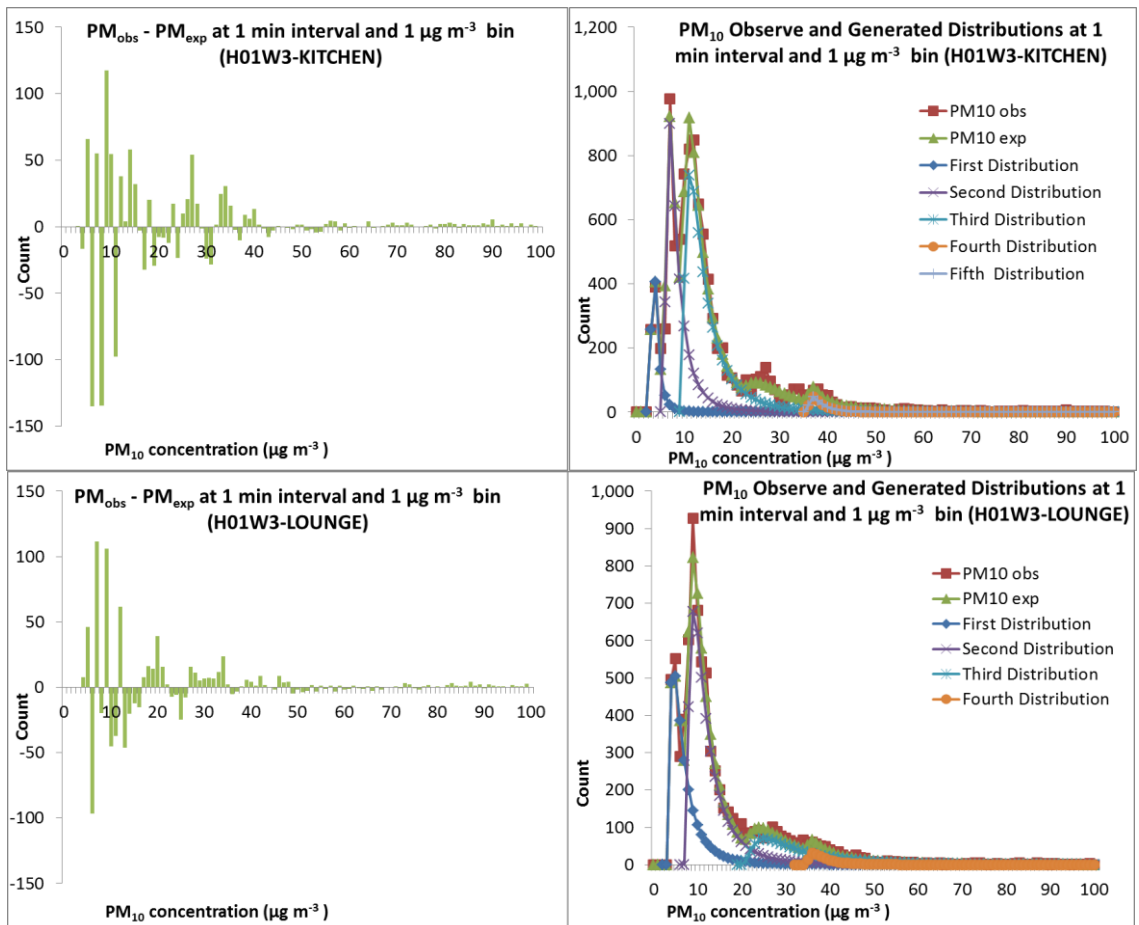 PMobs - PMexp at 1 min interval and 1 µg m-3 bin
(H01W3-KITCHEN)
150
100
50
0
-50
-100
-150
Count
0 10 20 30 40 50 60 70 80 90 100
PM10 concentration (µg m-3 )
PM10 Observe and Generated Distributions at 1
min interval and 1 µg m-3 bin (H01W3-KITCHEN)
1,200
1,000
800
600
400
200
0
Count
PM10 obs
PM10 exp
First Distribution
Second Distribution
Third Distribution
Fourth Distribution
Fifth Distribution
0 10 20 30 40 50 60 70 80 90 100
PM10 concentration (µg m-3 )
PMobs - PMexp at 1 min interval and 1 µg m-3 bin
(H01W3-LOUNGE)
150
100
50
0
-50
-100
-150
Count
0 10 20 30 40 50 60 70 80 90 100
PM10 concentration (µg m-3 )
PM10 Observe and Generated Distributions at 1
min interval and 1 µg m-3 bin (H01W3-LOUNGE)
1,000
900
800
700
600
500
400
300
200
100
0
Count
PM10 obs
PM10 exp
First Distribution
Second Distribution
Third Distribution
Fourth Distribution
0 10 20 30 40 50 60 70 80 90 100
PM10 concentration (µg m-3 )